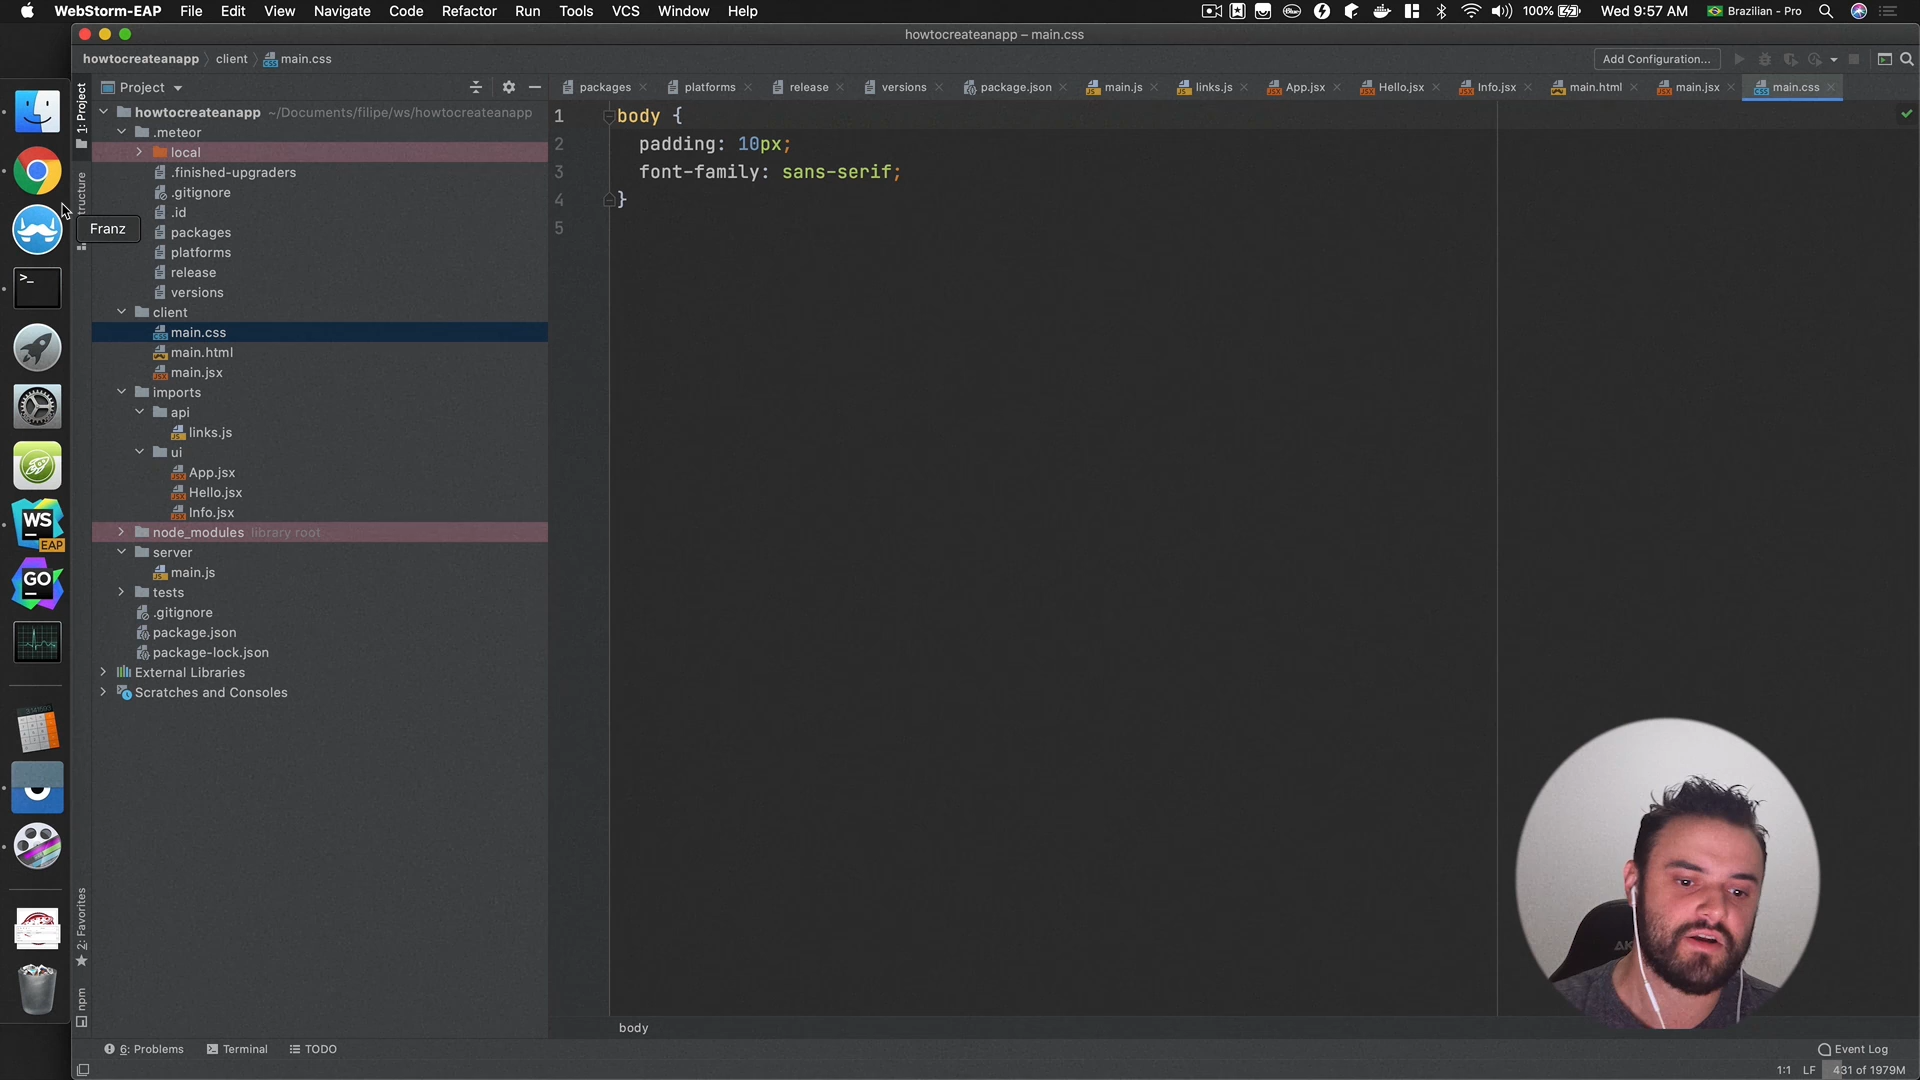 WebStorm-EAP File Edit View Navigate Code Refactor Run Tools VCS Window Help 100% Wed 9:57 AM Brazilian - Pro
howtocreateanapp – main.css
howtocreateanapp client main.css Add Configuration...
Project
packages platforms release versions package.json main.js links.js App.jsx Hello.jsx Info.jsx main.html main.jsx main.css
1: Project
howtocreateanapp ~/Documents/filipe/ws/howtocreateanapp
.meteor
local
.finished-upgraders
.gitignore
.id
packages
platforms
release
versions
client
main.css
main.html
main.jsx
imports
api
links.js
ui
App.jsx
Hello.jsx
Info.jsx
node_modules library root
server
main.js
tests
.gitignore
package.json
package-lock.json
External Libraries
Scratches and Consoles
Franz
WS
EAP
GO
2: Favorites
npm
1 body {
2 padding: 10px;
3 font-family: sans-serif;
4 }
5
body
6: Problems Terminal TODO Event Log
1:1 LF 431 of 1979M